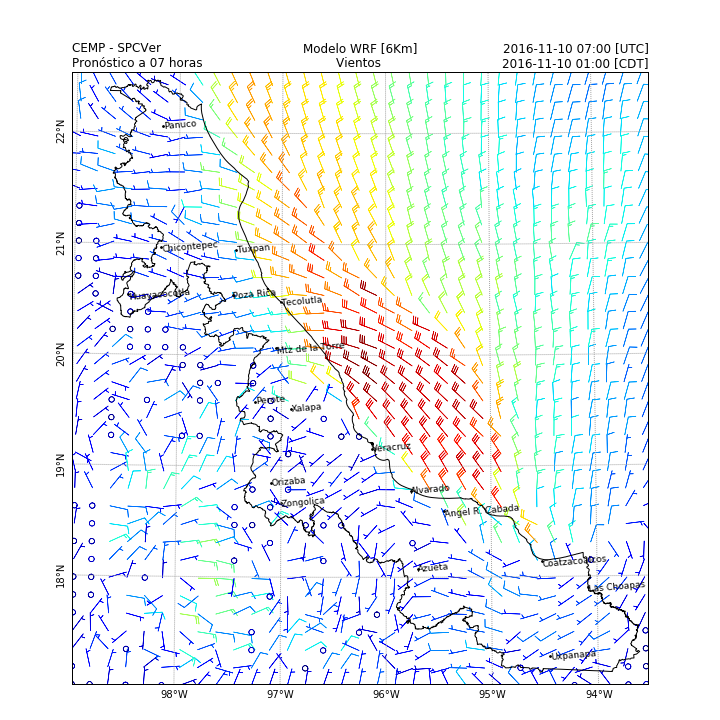 CEMP - SPCVer Modelo WRF [6Km] 2016-11-10 07:00 [UTC]
Pronóstico a 07 horas Vientos 2016-11-10 01:00 [CDT]
22°N
Panuco
21°N
Chicontepec
Tuxpan
Huayacocotla
Poza Rica
Tecolutla
20°N
Mtz de la Torre
Perote
Xalapa
19°N
Veracruz
Orizaba
Alvarado
Zongolica
Angel R. Cabada
18°N
Azueta
Coatzacoalcos
Las Choapas
Uxpanapa
98°W 97°W 96°W 95°W 94°W